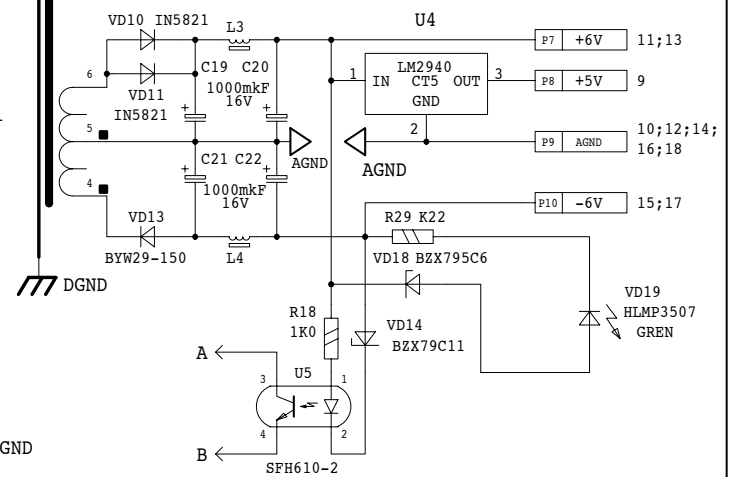 VD10 IN5821
L3
U4
P7 +6V 11;13
6
C19 C20
1 IN LM2940 CT5 OUT 3
GND
P8 +5V 9
1000mkF
16V
VD11
IN5821
+ +
5
2
P9 AGND 10;12;14;
16;18
AGND
AGND
C21 C22
+ +
1000mkF
16V
4
P10 -6V 15;17
VD13
BYW29-150
L4
R29 K22
VD18 BZX795C6
DGND
VD19
HLMP3507
GREN
R18
1K0
VD14
BZX79C11
A
U5
3 1
4 2
GND
B
SFH610-2